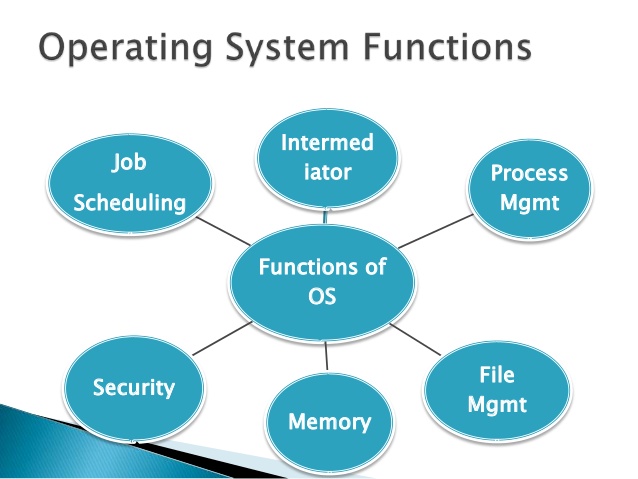 Operating System Functions
Job
Scheduling
Intermed
iator
Process
Mgmt
Functions of
OS
Security
Memory
File
Mgmt